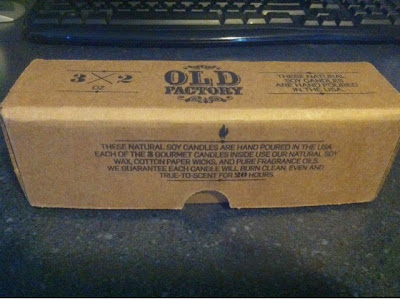 3 X 2
OZ
OLD
FACTORY
THESE NATURAL
SOY CANDLES
ARE HAND POURED
IN THE USA
THESE NATURAL SOY CANDLES ARE HAND POURED IN THE USA.
EACH OF THE 3 GOURMET CANDLES INSIDE USE OUR NATURAL SOY
WAX, COTTON PAPER WICKS, AND PURE FRAGRANCE OILS.
WE GUARANTEE EACH CANDLE WILL BURN CLEAN, EVEN AND
TRUE-TO-SCENT FOR 20 HOURS.